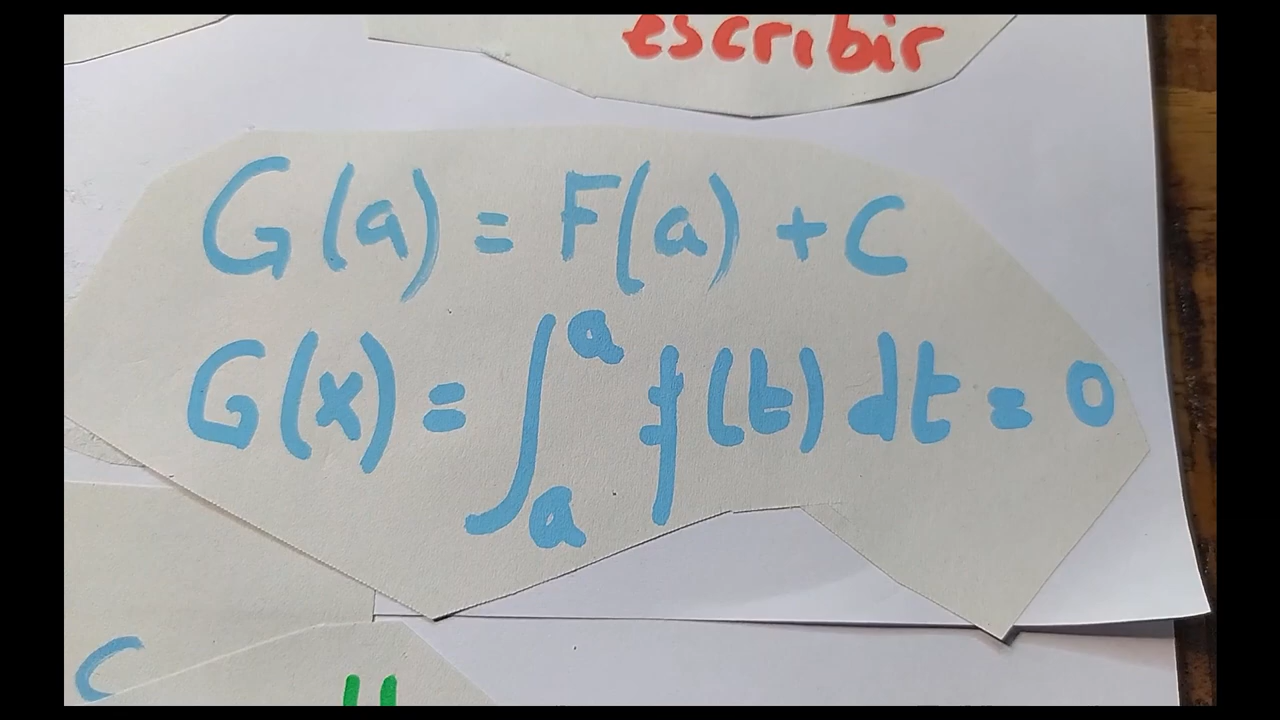 escribir
G(a) = F(a) + C
G(x) = ∫ₐᵃ f(t) dt = 0
C